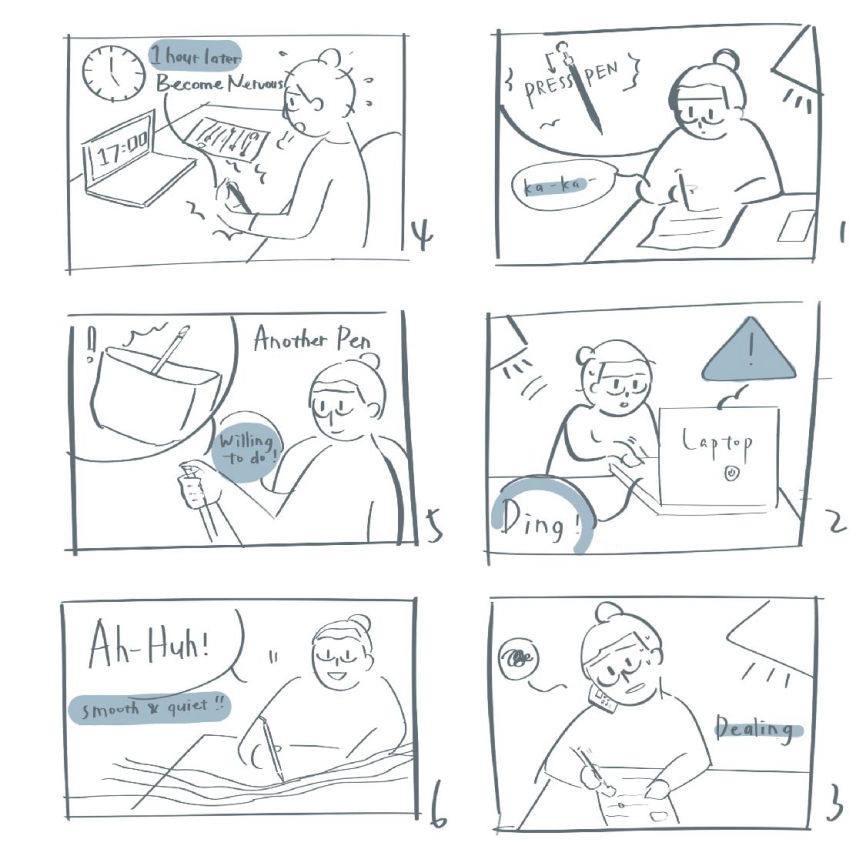 PRESS PEN
ka-ka-
1
!
Laptop
Ding!
2
Dealing
3
1 hour later
Become Nervous
17:00
4
!!
Another Pen
Willing
to do!
5
Ah-Huh!
smooth & quiet!!
6